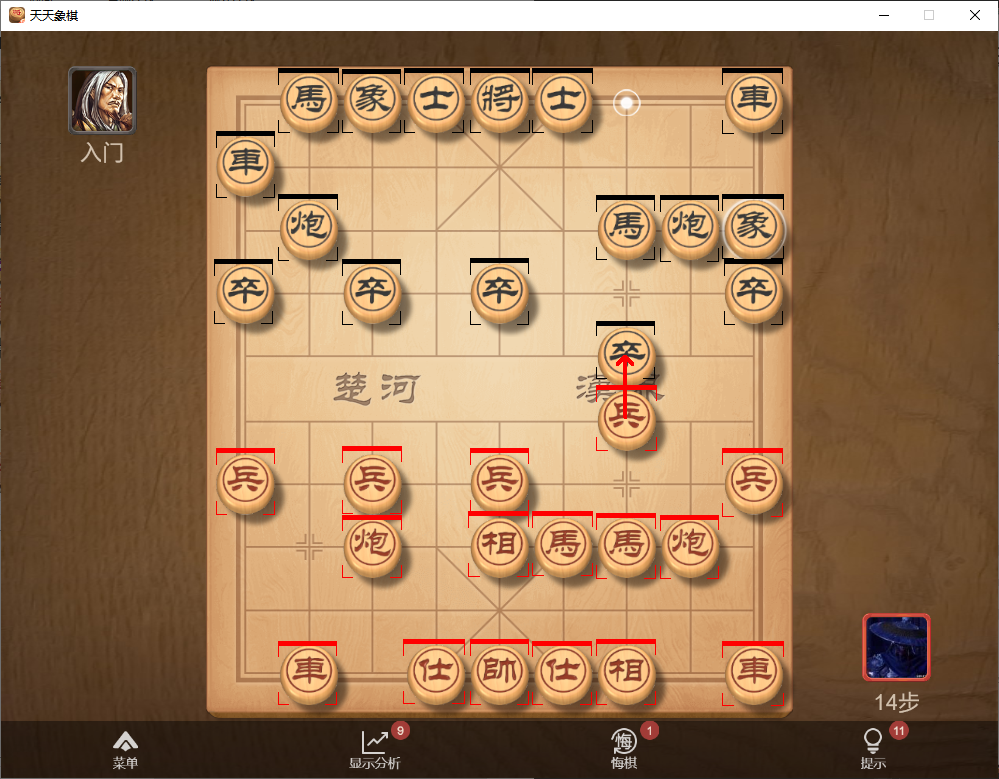 天天象棋
馬 象 士 將 士 車
入门
車
炮 馬 炮 象
卒 卒 卒 卒
卒
楚河 漢
兵
兵 兵 兵 兵
炮 相 馬 馬 炮
車 仕 帥 仕 相 車
14步
9 悔 1 11
菜单 显示分析 悔棋 提示